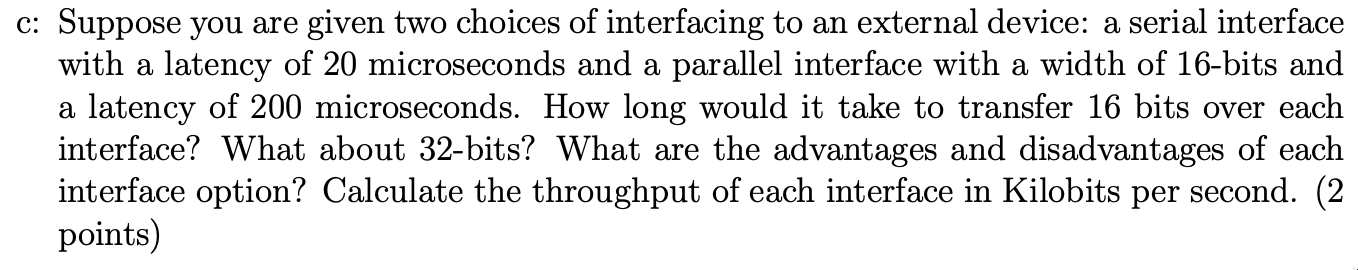 c: Suppose you are given two choices of interfacing to an external device: a serial interface
with a latency of 20 microseconds and a parallel interface with a width of 16-bits and
a latency of 200 microseconds. How long would it take to transfer 16 bits over each
interface? What about 32-bits? What are the advantages and disadvantages of each
interface option? Calculate the throughput of each interface in Kilobits per second. (2
points)